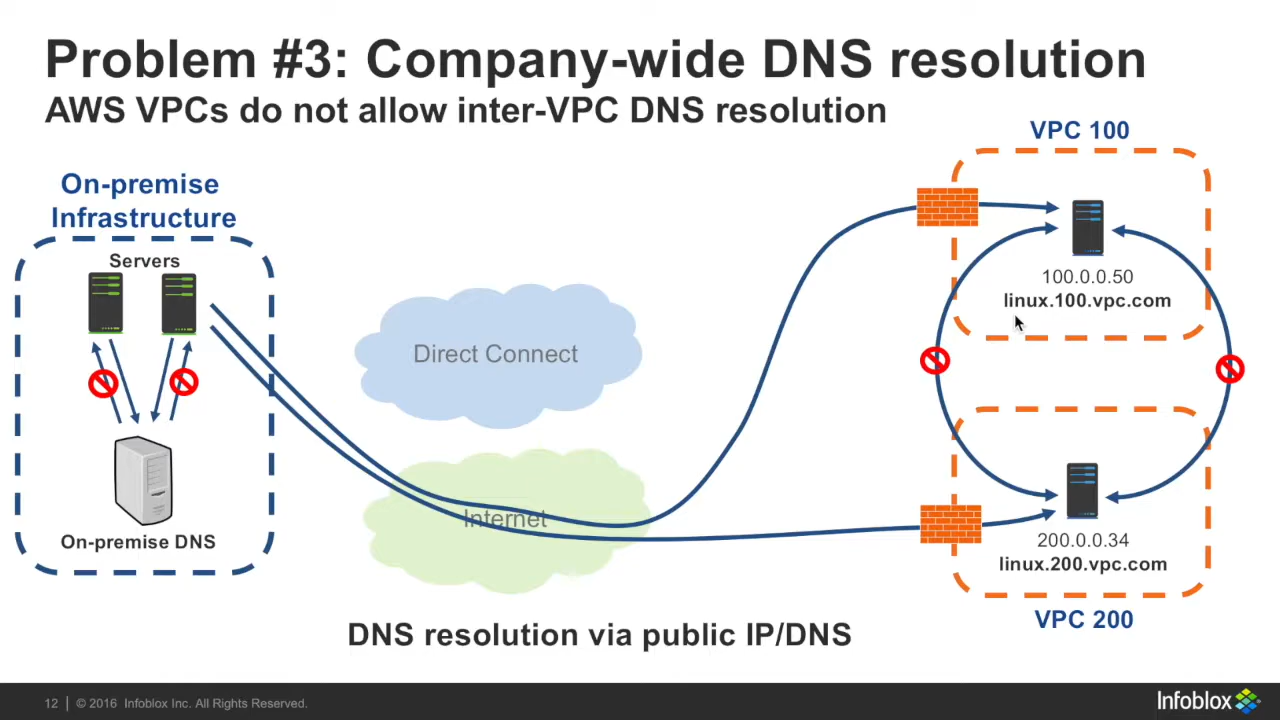 Problem #3: Company-wide DNS resolution
AWS VPCs do not allow inter-VPC DNS resolution
On-premise
Infrastructure
Servers
On-premise DNS
Direct Connect
Internet
VPC 100
100.0.0.50
linux.100.vpc.com
200.0.0.34
linux.200.vpc.com
VPC 200
DNS resolution via public IP/DNS
12 | © 2016 Infoblox Inc. All Rights Reserved.
Infoblox